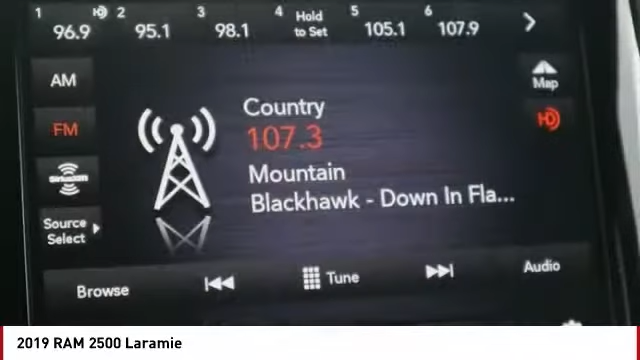 1 2 3 4 Hold to Set 5 6
96.9 95.1 98.1 105.1 107.9
AM
Map
Country
FM
107.3
HD
Mountain
SiriusXM
Blackhawk - Down In Fla...
Source
Select
Browse
Tune
Audio
2019 RAM 2500 Laramie